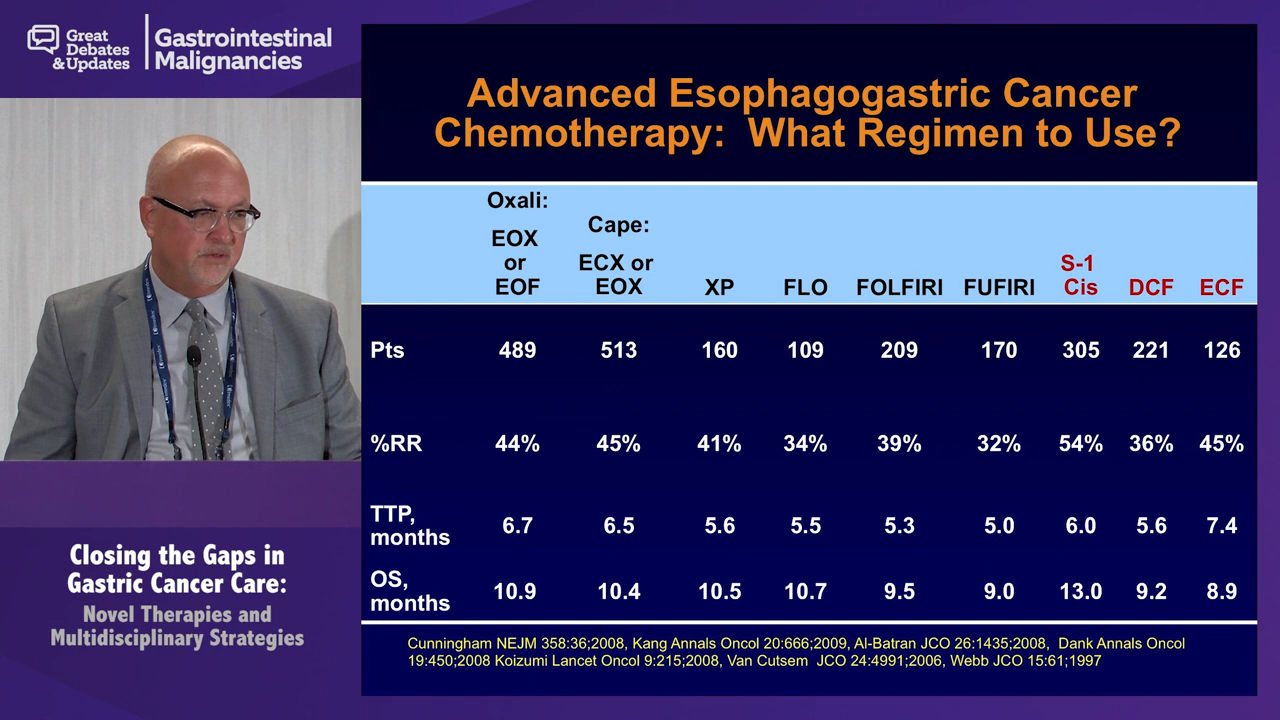 Great
Debates
& Updates
Gastrointestinal
Malignancies
Advanced Esophagogastric Cancer
Chemotherapy: What Regimen to Use?
Oxali:
EOX
or
EOF
Cape:
ECX or
EOX
XP
FLO
FOLFIRI
FUFIRI
S-1
Cis
DCF
ECF
Pts 489 513 160 109 209 170 305 221 126
%RR 44% 45% 41% 34% 39% 32% 54% 36% 45%
TTP,
months 6.7 6.5 5.6 5.5 5.3 5.0 6.0 5.6 7.4
OS,
months 10.9 10.4 10.5 10.7 9.5 9.0 13.0 9.2 8.9
Cunningham NEJM 358:36;2008, Kang Annals Oncol 20:666;2009, Al-Batran JCO 26:1435;2008, Dank Annals Oncol
19:450;2008 Koizumi Lancet Oncol 9:215;2008, Van Cutsem JCO 24:4991;2006, Webb JCO 15:61;1997
Closing the Gaps in
Gastric Cancer Care:
Novel Therapies and
Multidisciplinary Strategies